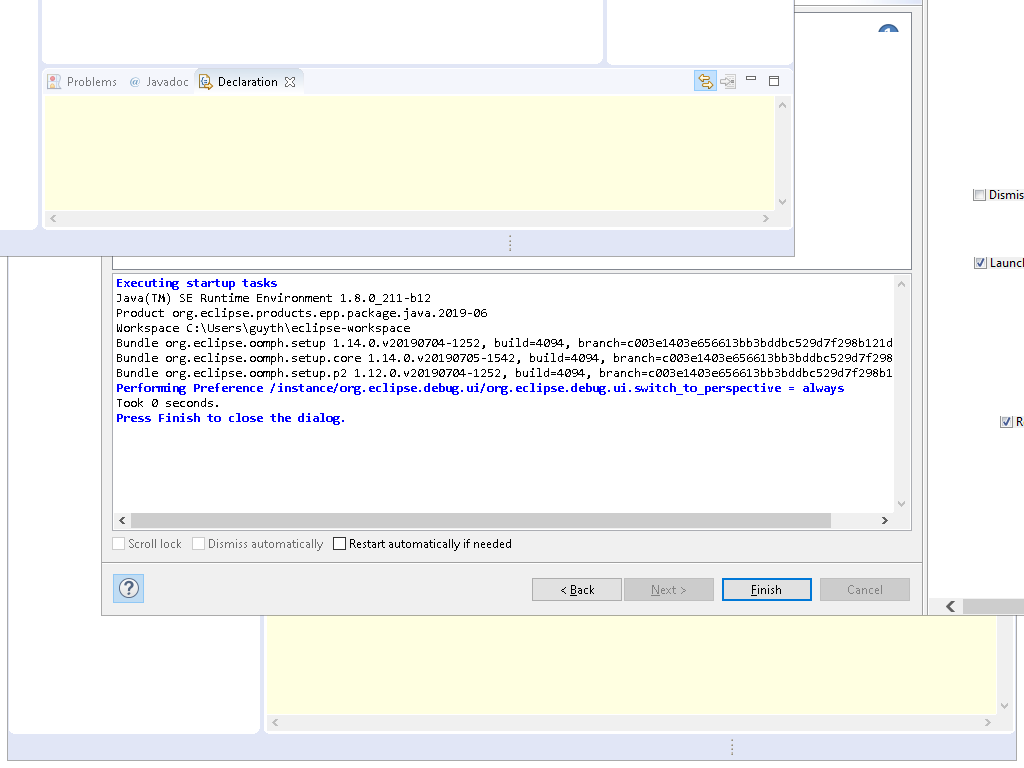 Problems @ Javadoc Declaration
Dismis
Launch
Executing startup tasks
Java(TM) SE Runtime Environment 1.8.0_211-b12
Product org.eclipse.products.epp.package.java.2019-06
Workspace C:\Users\guyth\eclipse-workspace
Bundle org.eclipse.oomph.setup 1.14.0.v20190704-1252, build=4094, branch=c003e1403e656613bb3bddbc529d7f298b121d
Bundle org.eclipse.oomph.setup.core 1.14.0.v20190705-1542, build=4094, branch=c003e1403e656613bb3bddbc529d7f298
Bundle org.eclipse.oomph.setup.p2 1.12.0.v20190704-1252, build=4094, branch=c003e1403e656613bb3bddbc529d7f298b1
Performing Preference /instance/org.eclipse.debug.ui/org.eclipse.debug.ui.switch_to_perspective = always
Took 0 seconds.
Press Finish to close the dialog.
R
Scroll lock Dismiss automatically Restart automatically if needed
? < Back Next > Finish Cancel